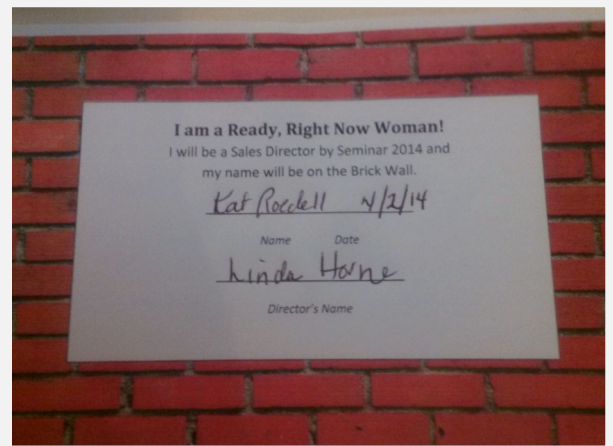 I am a Ready, Right Now Woman!
I will be a Sales Director by Seminar 2014 and
my name will be on the Brick Wall.
Kat Roedell 4/2/14
Name Date
Linda Horne
Director's Name